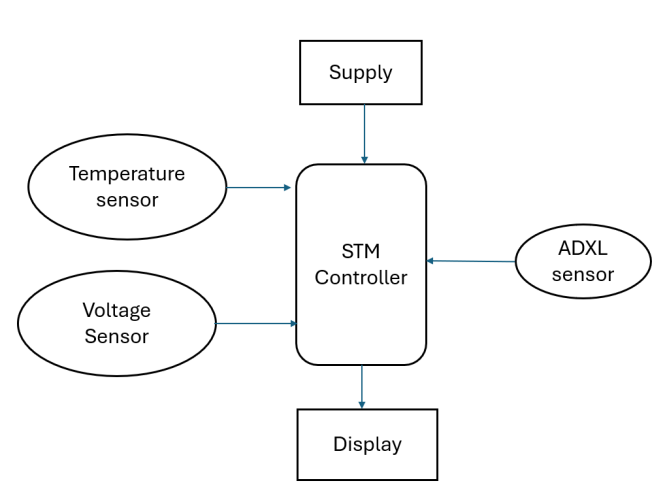 Supply
Temperature
sensor
STM
Controller
ADXL
sensor
Voltage
Sensor
Display